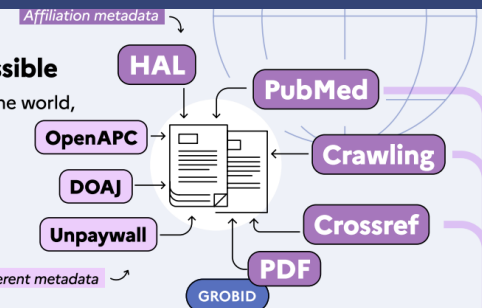 Affiliation metadata
HAL
ssible
he world,
PubMed
OpenAPC
Crawling
DOAJ
Crossref
Unpaywall
PDF
erent metadata
GROBID